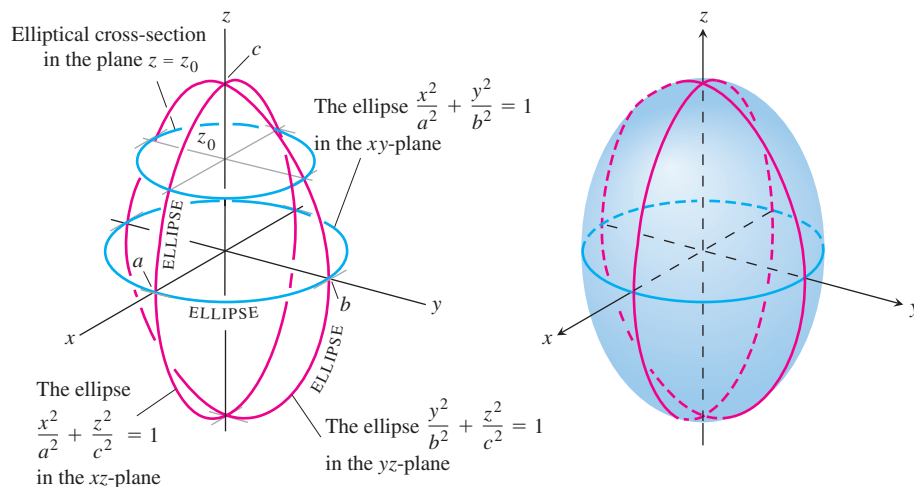 z
c
Elliptical cross-section
in the plane z = z₀
The ellipse x²/a² + y²/b² = 1
in the xy-plane
z₀
ELLIPSE
a
b
y
x
ELLIPSE
ELLIPSE
The ellipse
x²/a² + z²/c² = 1
in the xz-plane
The ellipse y²/b² + z²/c² = 1
in the yz-plane
z
x
y